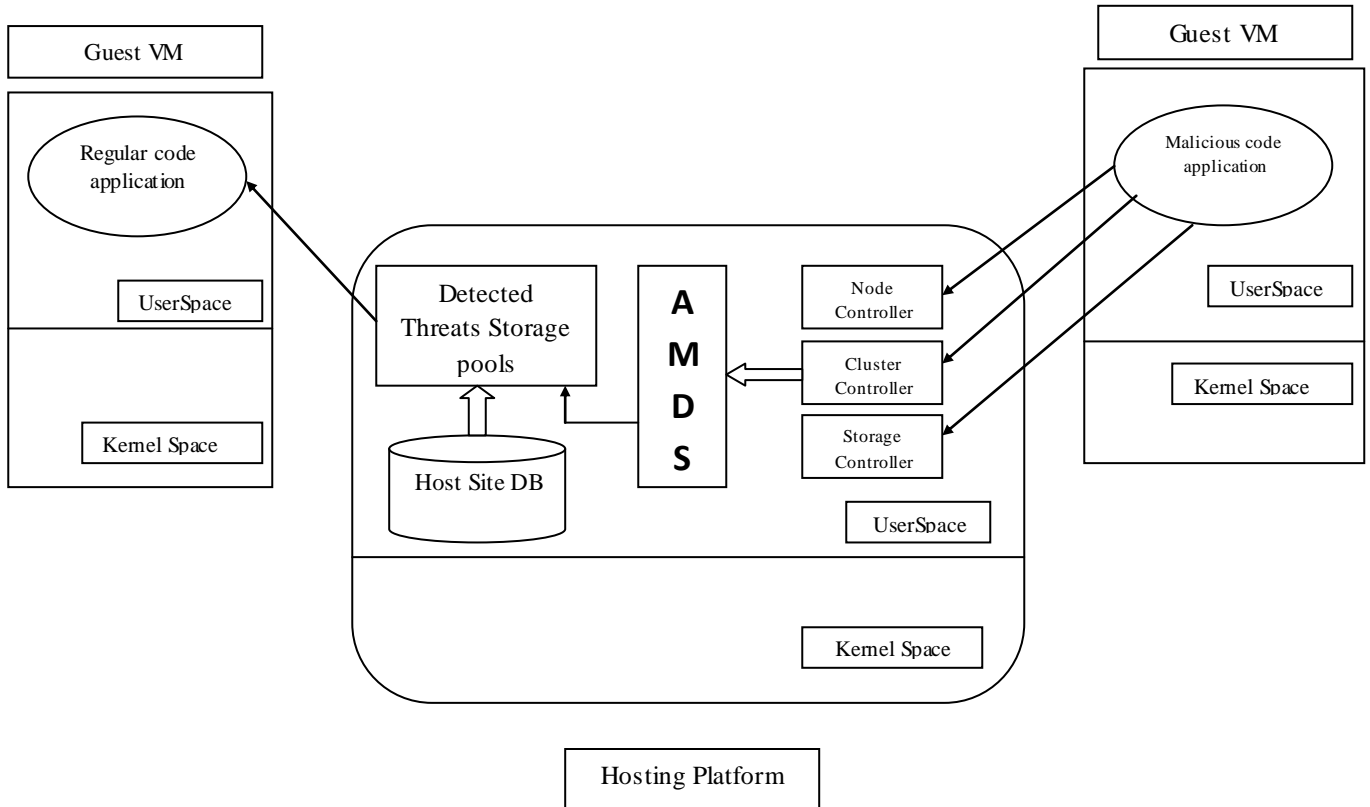 Guest VM
Regular code
application
UserSpace
Kernel Space
Detected
Threats Storage
pools
Host Site DB
A
M
D
S
Node
Controller
Cluster
Controller
Storage
Controller
UserSpace
Kernel Space
Hosting Platform
Guest VM
Malicious code
application
UserSpace
Kernel Space